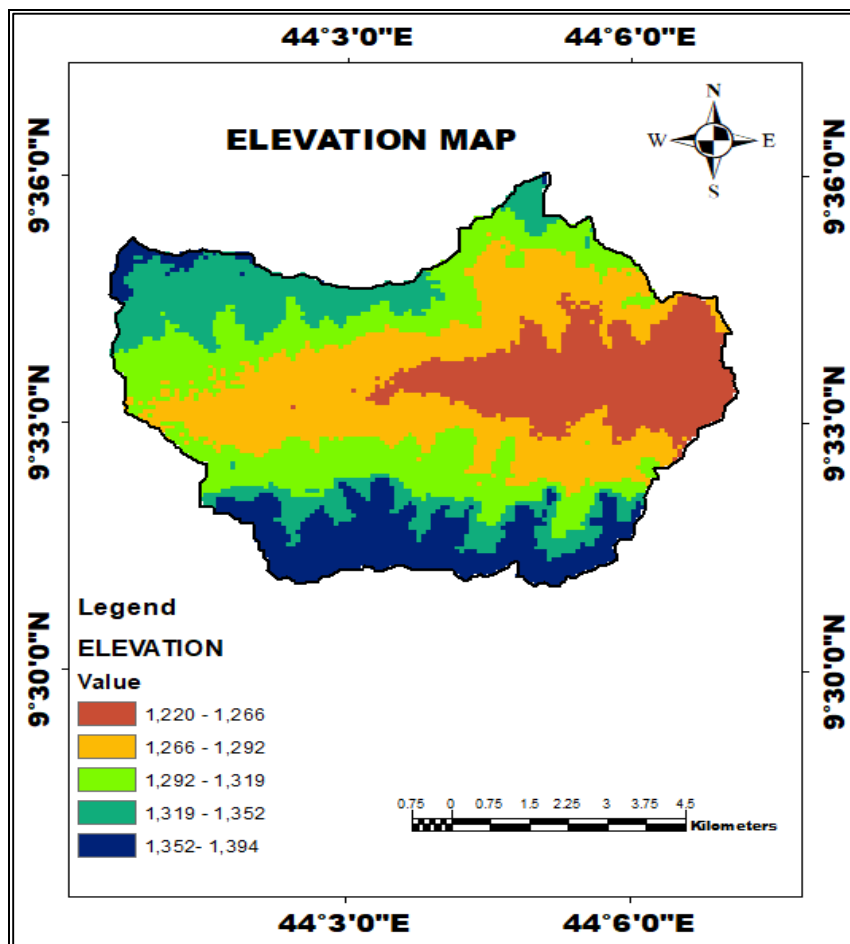 44°3'0"E 44°6'0"E
ELEVATION MAP
N
W E
S
9°36'0"N 9°36'0"N
9°33'0"N 9°33'0"N
9°30'0"N 9°30'0"N
Legend
ELEVATION
Value
1,220 - 1,266
1,266 - 1,292
1,292 - 1,319
1,319 - 1,352
1,352- 1,394
0.75 0 0.75 1.5 2.25 3 3.75 4.5
Kilometers
44°3'0"E 44°6'0"E